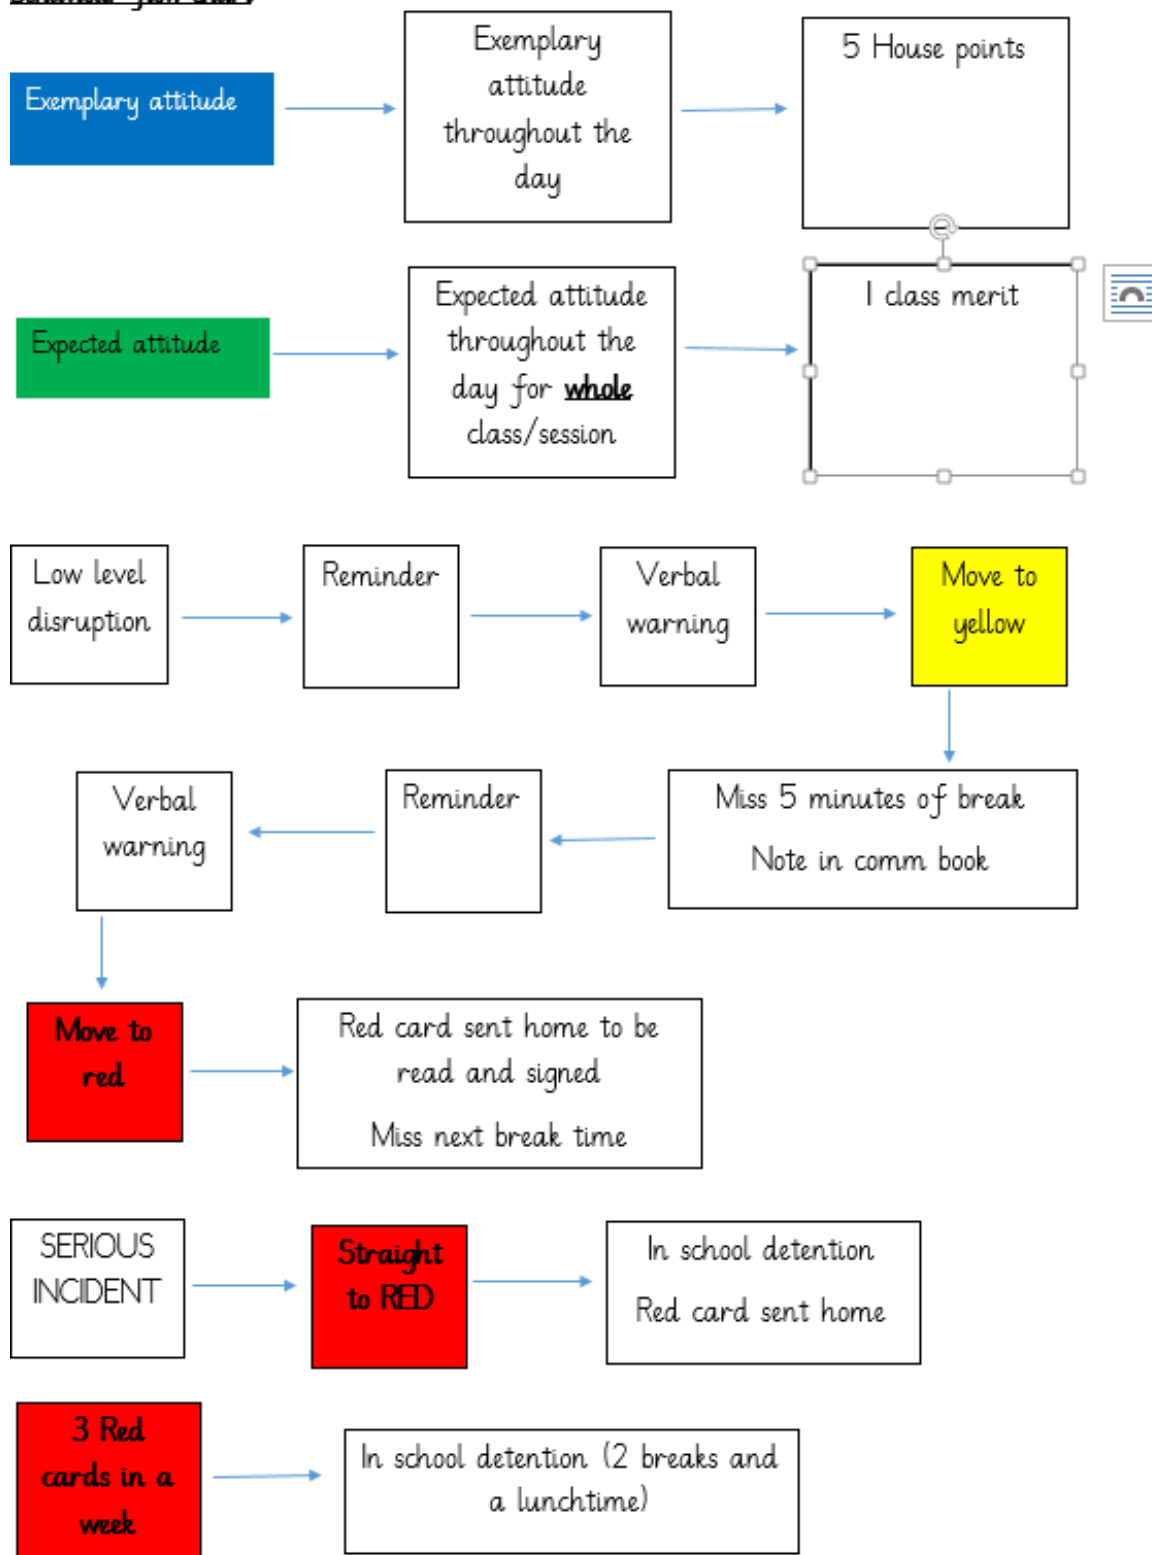 Exemplary attitude
Exemplary
attitude
throughout the
day
5 House points
Expected attitude
Expected attitude
throughout the
day for whole
class/session
1 class merit
Low level
disruption
Reminder
Verbal
warning
Move to
yellow
Miss 5 minutes of break
Note in comm book
Reminder
Verbal
warning
Move to
red
Red card sent home to be
read and signed
Miss next break time
SERIOUS
INCIDENT
Straight
to RED
In school detention
Red card sent home
3 Red
cards in a
week
In school detention (2 breaks and
a lunchtime)